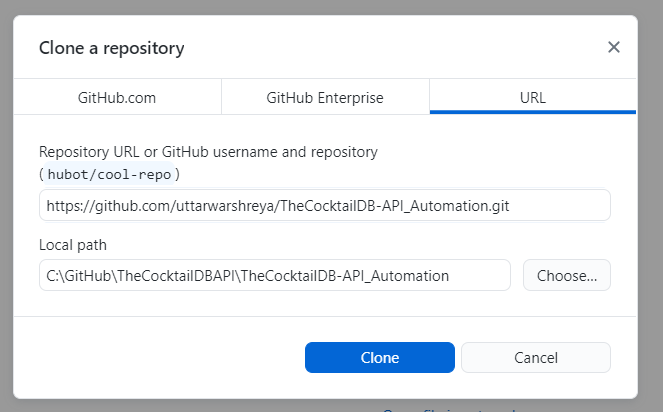 Clone a repository
GitHub.com
GitHub Enterprise
URL
Repository URL or GitHub username and repository
(hubot/cool-repo)
https://github.com/uttarwarshreya/TheCocktailDB-API_Automation.git
Local path
C:\GitHub\TheCocktailDBAPI\TheCocktailDB-API_Automation
Choose...
Clone
Cancel